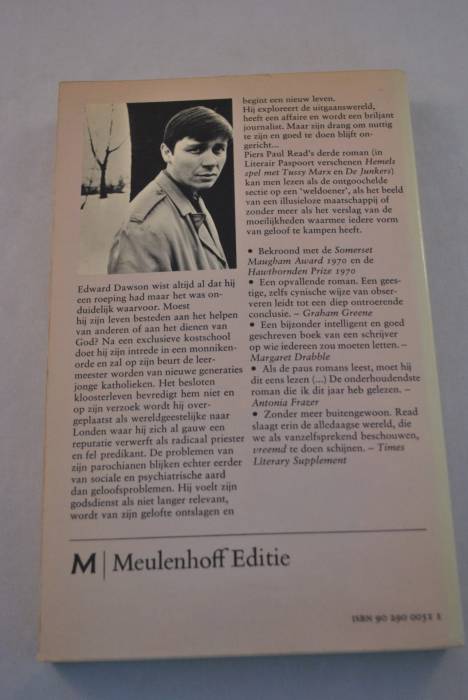 Edward Dawson wist altijd al dat hij
een roeping had maar het was on-
duidelijk waarvoor. Moest
hij zijn leven besteden aan het helpen
van anderen of aan het dienen van
God? Na een exclusieve kostschool
doet hij zijn intrede in een monniken-
orde en zal op zijn beurt de leer-
meester worden van nieuwe generaties
jonge katholieken. Het besloten
kloosterleven bevredigt hem niet en
op zijn verzoek wordt hij over-
geplaatst als wereldgeestelijke naar
Londen waar hij zich al gauw een
reputatie verwerft als radicaal priester
en fel predikant. De problemen van
zijn parochianen blijken echter eerder
van sociale en psychiatrische aard
dan geloofsproblemen. Hij voelt zijn
godsdienst als niet langer relevant,
wordt van zijn gelofte ontslagen en
begint een nieuw leven.
Hij exploreert de uitgaanswereld,
heeft een affaire en wordt een briljant
journalist. Maar zijn drang om nuttig
te zijn en goed te doen blijft on-
gericht...
Piers Paul Read's derde roman (in
Literair Paspoort verschenen Hemels
spel met Tussy Marx en De Junkers)
kan men lezen als de ontgoochelde
sectio op een 'weldoener', als het beeld
van een illusieloze maatschappij of
zonder meer als het verslag van de
moeilijkheden waarmee iedere vorm
van geloof te kampen heeft.
• Bekroond met de Somerset
Maugham Award 1970 en de
Hawthornden Prize 1970
• Een opvallende roman. Een gees-
tige, zelfs cynische wijze van obser-
veren leidt tot een diep ontroerende
conclusie. – Graham Greene
• Een bijzonder intelligent en goed
geschreven boek van een schrijver
op wie iedereen zou moeten letten. –
Margaret Drabble
• Als de paus romans leest, moet hij
dit eens lezen (...) De onderhoudendste
roman die ik dit jaar heb gelezen. –
Antonia Frazer
• Zonder meer buitengewoon. Read
slaagt erin de alledaagse wereld, die
we als vanzelfsprekend beschouwen,
vreemd te doen schijnen. – Times
Literary Supplement
M | Meulenhoff Editie
ISBN 90 290 0051 1